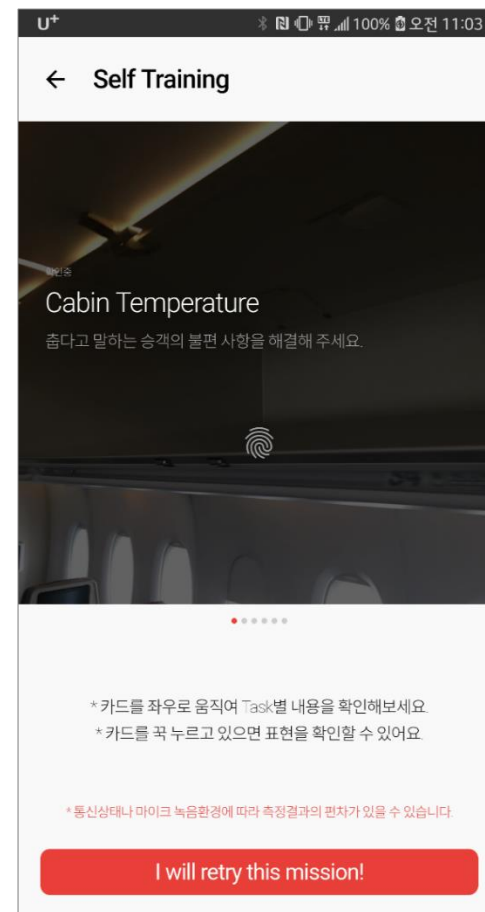 U+ 100% 오전 11:03
← Self Training
확인중
Cabin Temperature
춥다고 말하는 승객의 불편 사항을 해결해 주세요.
* 카드를 좌우로 움직여 Task별 내용을 확인해보세요.
* 카드를 꾹 누르고 있으면 표현을 확인할 수 있어요.
* 통신상태나 마이크 녹음환경에 따라 측정결과의 편차가 있을 수 있습니다.
I will retry this mission!